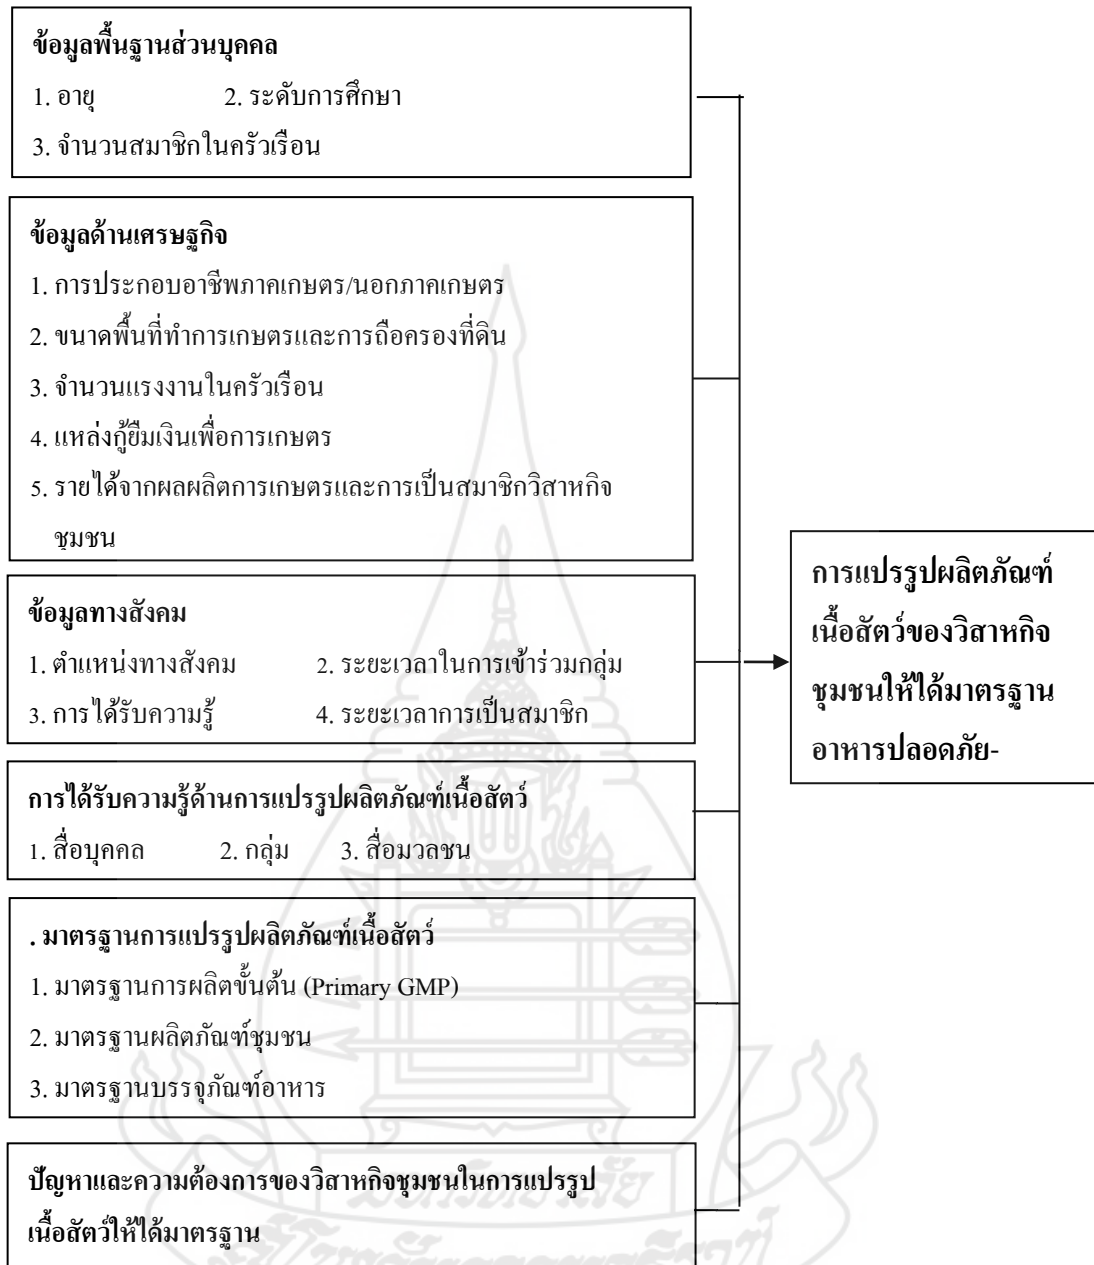 ข้อมูลพื้นฐานส่วนบุคคล
1. อายุ 2. ระดับการศึกษา
3. จำนวนสมาชิกในครัวเรือน
ข้อมูลด้านเศรษฐกิจ
1. การประกอบอาชีพภาคเกษตร/นอกภาคเกษตร
2. ขนาดพื้นที่ทำการเกษตรและการถือครองที่ดิน
3. จำนวนแรงงานในครัวเรือน
4. แหล่งกู้ยืมเงินเพื่อการเกษตร
5. รายได้จากผลผลิตการเกษตรและการเป็นสมาชิกวิสาหกิจ
ชุมชน
ข้อมูลทางสังคม
1. ตำแหน่งทางสังคม 2. ระยะเวลาในการเข้าร่วมกลุ่ม
3. การได้รับความรู้ 4. ระยะเวลาการเป็นสมาชิก
การได้รับความรู้ด้านการแปรรูปผลิตภัณฑ์เนื้อสัตว์
1. สื่อบุคคล 2. กลุ่ม 3. สื่อมวลชน
. มาตรฐานการแปรรูปผลิตภัณฑ์เนื้อสัตว์
1. มาตรฐานการผลิตขั้นต้น (Primary GMP)
2. มาตรฐานผลิตภัณฑ์ชุมชน
3. มาตรฐานบรรจุภัณฑ์อาหาร
ปัญหาและความต้องการของวิสาหกิจชุมชนในการแปรรูป
เนื้อสัตว์ให้ได้มาตรฐาน
การแปรรูปผลิตภัณฑ์
เนื้อสัตว์ของวิสาหกิจ
ชุมชนให้ได้มาตรฐาน
อาหารปลอดภัย-